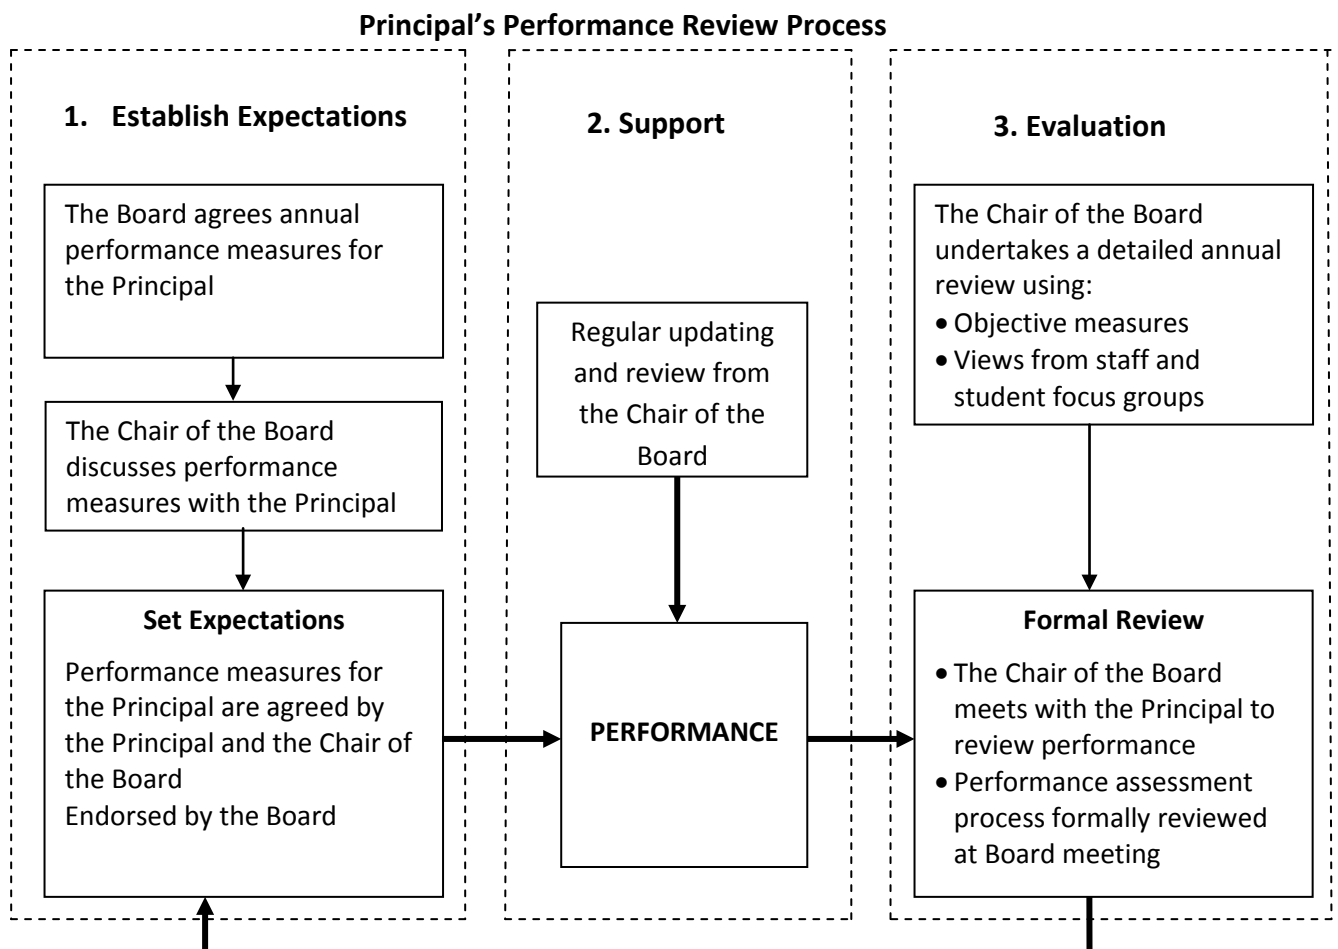 Principal’s Performance Review Process
1. Establish Expectations
The Board agrees annual
performance measures for
the Principal
The Chair of the Board
discusses performance
measures with the Principal
Set Expectations
Performance measures for
the Principal are agreed by
the Principal and the Chair of
the Board
Endorsed by the Board
2. Support
Regular updating
and review from
the Chair of the
Board
PERFORMANCE
3. Evaluation
The Chair of the Board
undertakes a detailed annual
review using:
• Objective measures
• Views from staff and
student focus groups
Formal Review
• The Chair of the Board
meets with the Principal to
review performance
• Performance assessment
process formally reviewed
at Board meeting